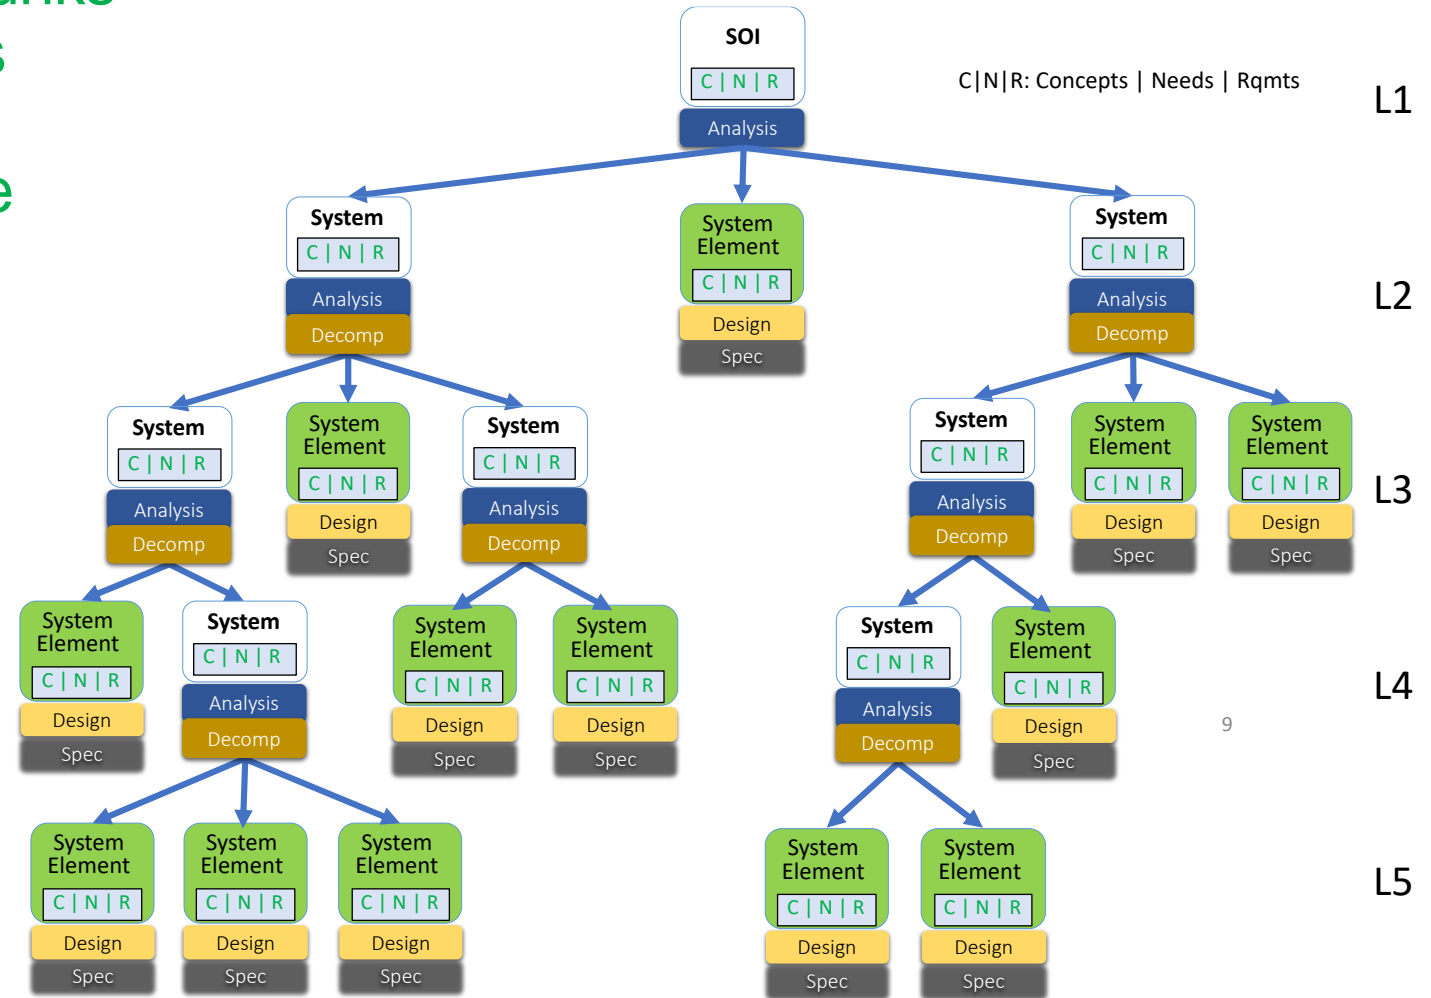 s
e
SOI
C | N | R
Analysis
C|N|R: Concepts | Needs | Rqmts
L1
System
C | N | R
Analysis
Decomp
System
Element
C | N | R
Design
Spec
System
C | N | R
Analysis
Decomp
L2
System
C | N | R
Analysis
Decomp
System
Element
C | N | R
Design
Spec
System
C | N | R
Analysis
Decomp
System
C | N | R
Analysis
Decomp
System
Element
C | N | R
Design
Spec
System
Element
C | N | R
Design
Spec
L3
System
Element
C | N | R
Design
Spec
System
C | N | R
Analysis
Decomp
System
Element
C | N | R
Design
Spec
System
Element
C | N | R
Design
Spec
System
C | N | R
Analysis
Decomp
System
Element
C | N | R
Design
Spec
9
L4
System
Element
C | N | R
Design
Spec
System
Element
C | N | R
Design
Spec
System
Element
C | N | R
Design
Spec
System
Element
C | N | R
Design
Spec
System
Element
C | N | R
Design
Spec
L5